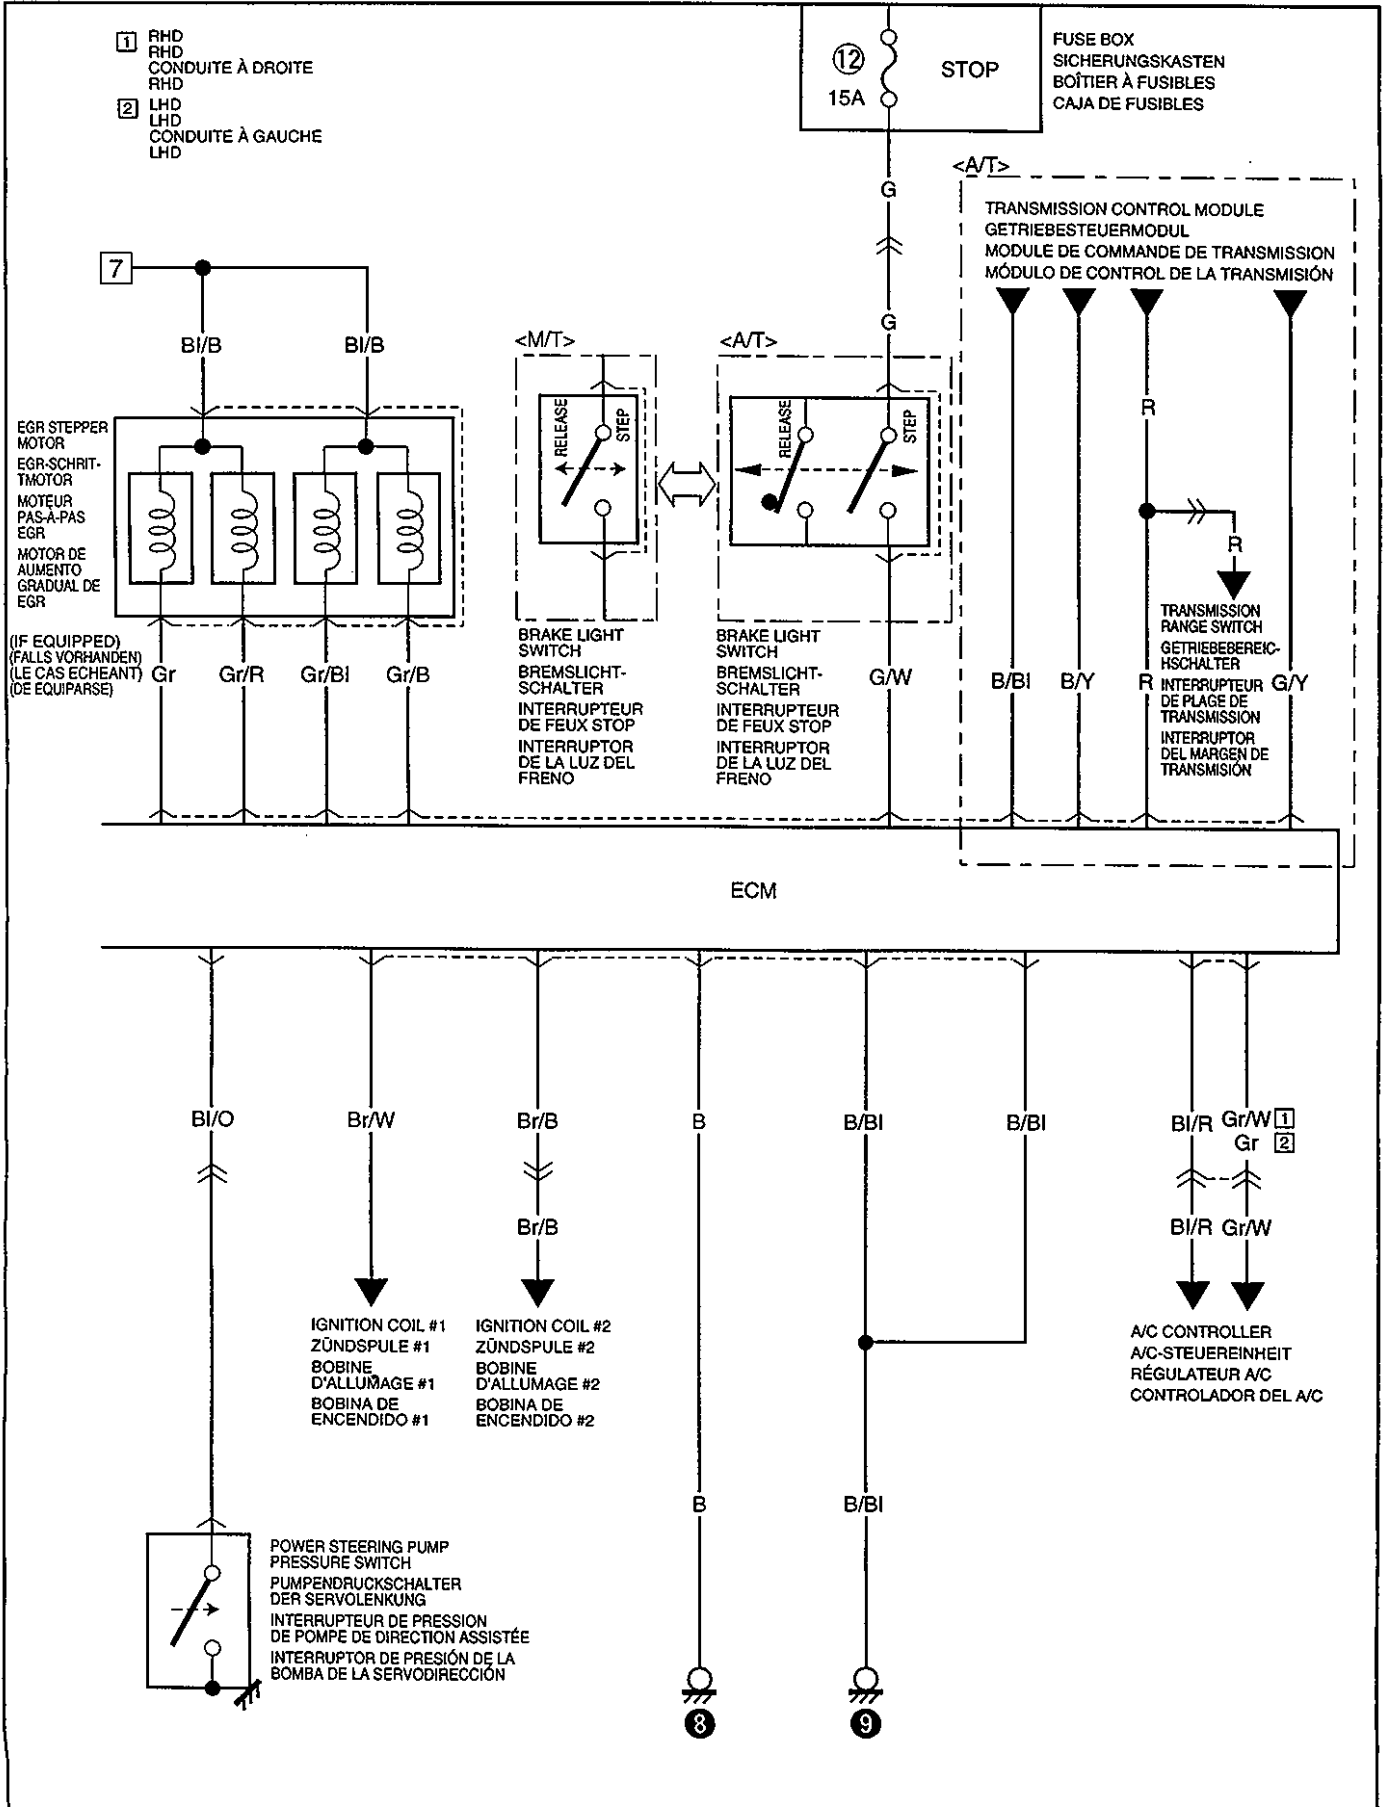 1 RHD
RHD
CONDUITE À DROITE
RHD
2 LHD
LHD
CONDUITE À GAUCHE
LHD
12
15A
STOP
FUSE BOX
SICHERUNGSKASTEN
BOÎTIER À FUSIBLES
CAJA DE FUSIBLES
G
<A/T>
TRANSMISSION CONTROL MODULE
GETRIEBESTEUERMODUL
MODULE DE COMMANDE DE TRANSMISSION
MÓDULO DE CONTROL DE LA TRANSMISIÓN
7
Bl/B
Bl/B
<M/T>
<A/T>
G
RELEASE
STEP
RELEASE
STEP
R
R
EGR STEPPER
MOTOR
EGR-SCHRIT-
TMOTOR
MOTEUR
PAS-À-PAS
EGR
MOTOR DE
AUMENTO
GRADUAL DE
EGR
(IF EQUIPPED)
(FALLS VORHANDEN)
(LE CAS ECHEANT)
(DE EQUIPARSE)
Gr
Gr/R
Gr/Bl
Gr/B
BRAKE LIGHT
SWITCH
BREMSLICHT-
SCHALTER
INTERRUPTEUR
DE FEUX STOP
INTERRUPTOR
DE LA LUZ DEL
FRENO
BRAKE LIGHT
SWITCH
BREMSLICHT-
SCHALTER
INTERRUPTEUR
DE FEUX STOP
INTERRUPTOR
DE LA LUZ DEL
FRENO
G/W
B/Bl
B/Y
R
G/Y
TRANSMISSION
RANGE SWITCH
GETRIEBEBEREIC-
HSCHALTER
INTERRUPTEUR
DE PLAGE DE
TRANSMISSION
INTERRUPTOR
DEL MARGEN DE
TRANSMISIÓN
ECM
Bl/O
Br/W
Br/B
B
B/Bl
B/Bl
Bl/R
Gr/W 1
Gr 2
Br/B
Bl/R
Gr/W
IGNITION COIL #1
ZÜNDSPULE #1
BOBINE
D'ALLUMAGE #1
BOBINA DE
ENCENDIDO #1
IGNITION COIL #2
ZÜNDSPULE #2
BOBINE
D'ALLUMAGE #2
BOBINA DE
ENCENDIDO #2
A/C CONTROLLER
A/C-STEUEREINHEIT
RÉGULATEUR A/C
CONTROLADOR DEL A/C
B
B/Bl
POWER STEERING PUMP
PRESSURE SWITCH
PUMPENDRUCKSCHALTER
DER SERVOLENKUNG
INTERRUPTEUR DE PRESSION
DE POMPE DE DIRECTION ASSISTÉE
INTERRUPTOR DE PRESIÓN DE LA
BOMBA DE LA SERVODIRECCIÓN
8
9